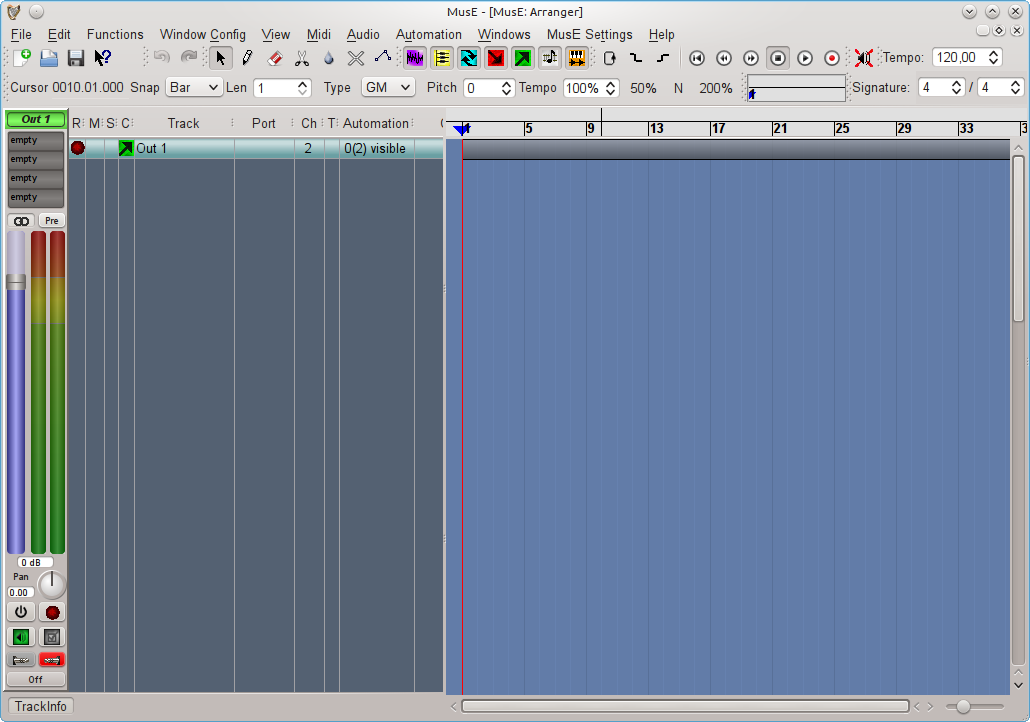 MusE - [MusE: Arranger]
File Edit Functions Window Config View Midi Audio Automation Windows MusE Settings Help
Tempo: 120,00
Cursor 0010.01.000 Snap Bar Len 1 Type GM Pitch 0 Tempo 100% 50% N 200% Signature: 4 / 4
Out 1 R M S C Track Port Ch T Automation 5 9 13 17 21 25 29 33 3
empty Out 1 2 0(2) visible
empty
empty
empty
Pre
0 dB
Pan
0.00
Off
TrackInfo